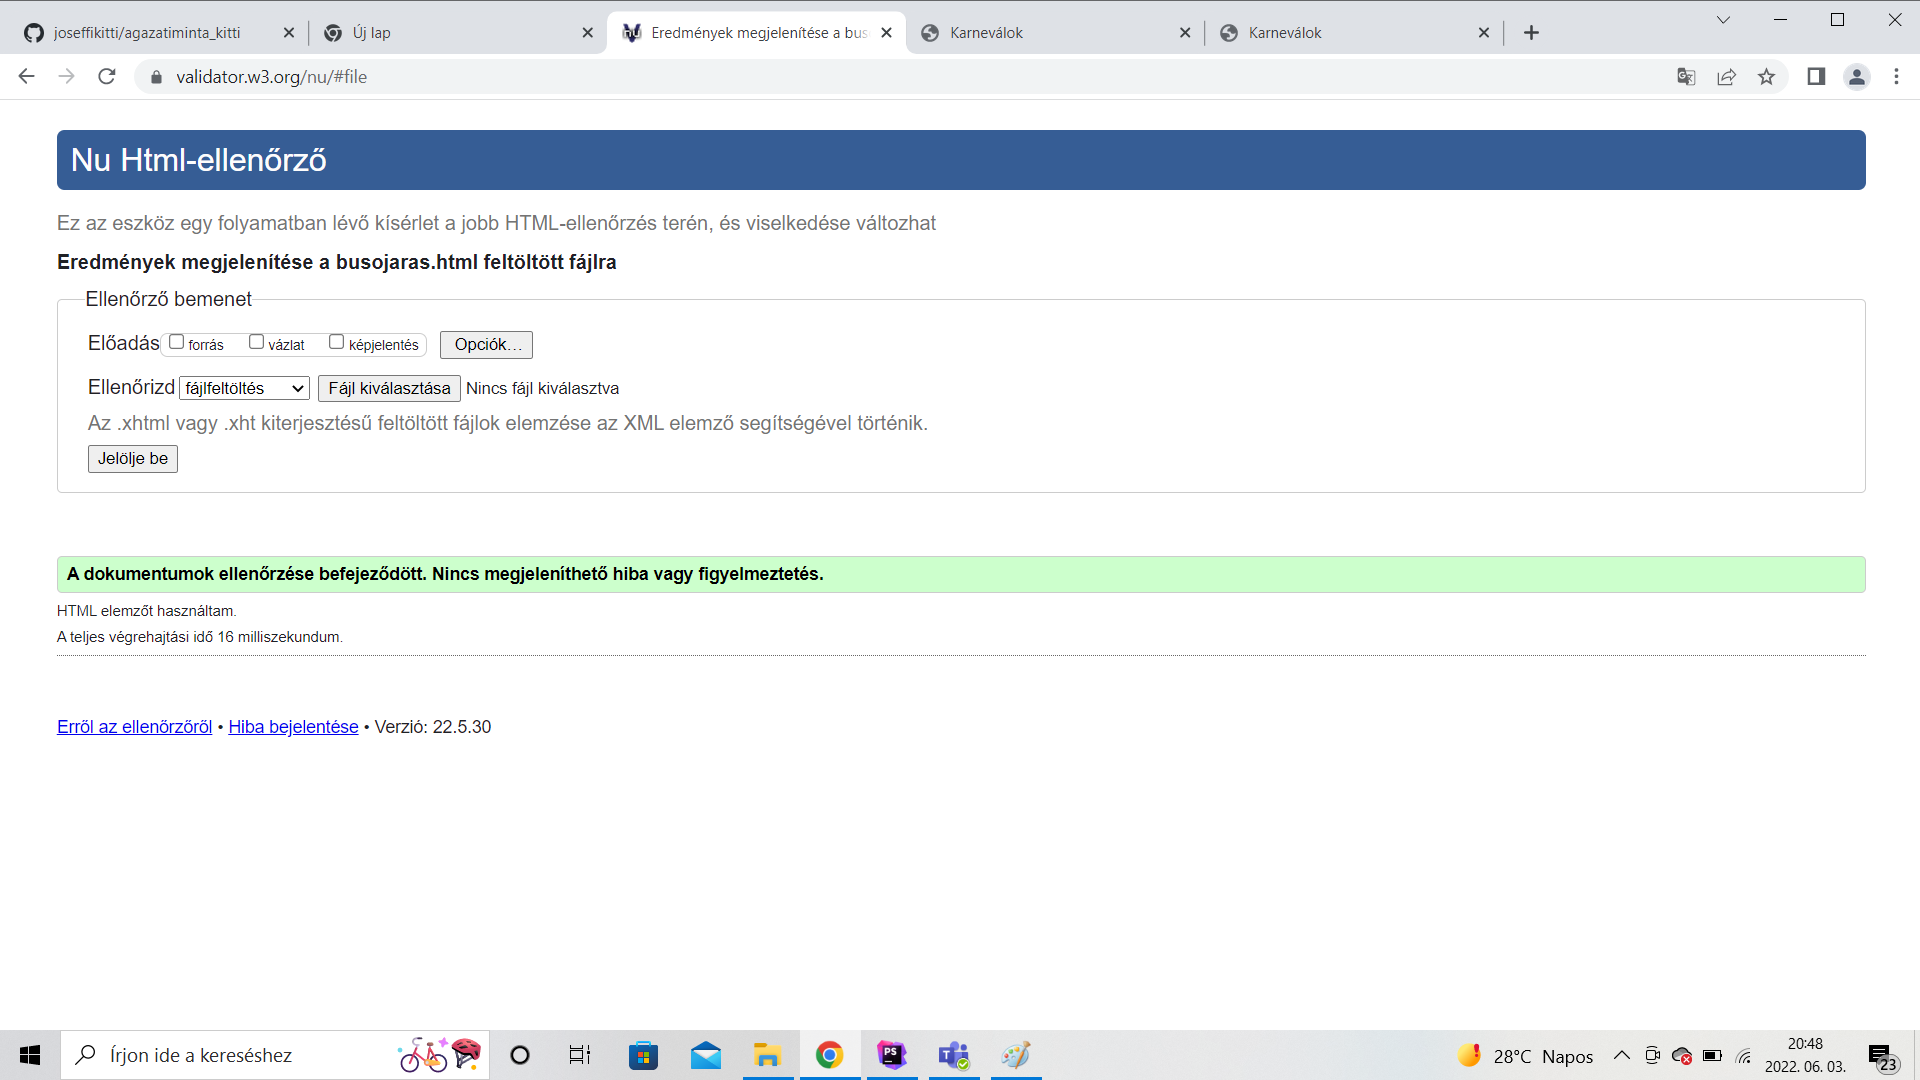 joseffikitti/agazatiminta_kitti
Új lap
Eredmények megjelenítése a bus
Karneválok
Karneválok
validator.w3.org/nu/#file
Nu Html-ellenőrző
Ez az eszköz egy folyamatban lévő kísérlet a jobb HTML-ellenőrzés terén, és viselkedése változhat
Eredmények megjelenítése a busojaras.html feltöltött fájlra
Ellenőrző bemenet
Előadás forrás vázlat képjelentés Opciók...
Ellenőrizd fájlfeltöltés Fájl kiválasztása Nincs fájl kiválasztva
Az .xhtml vagy .xht kiterjesztésű feltöltött fájlok elemzése az XML elemző segítségével történik.
Jelölje be
A dokumentumok ellenőrzése befejeződött. Nincs megjeleníthető hiba vagy figyelmeztetés.
HTML elemzőt használtam.
A teljes végrehajtási idő 16 milliszekundum.
Erről az ellenőrzőről • Hiba bejelentése • Verzió: 22.5.30
Írjon ide a kereséshez
PS
T
28°C Napos
20:48
2022. 06. 03.
23